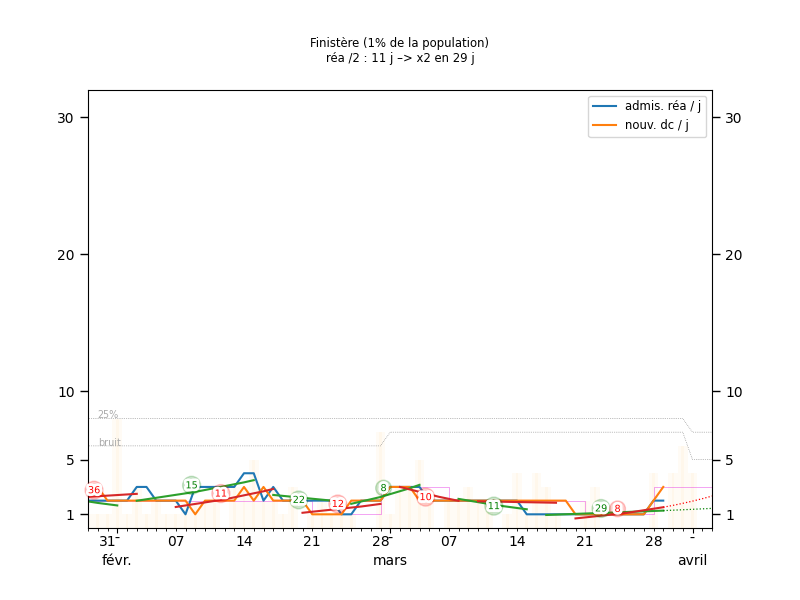 Finistère (1% de la population)
réa /2 : 11 j –> x2 en 29 j
admis. réa / j
nouv. dc / j
30 30
20 20
10 10
25%
bruit
5 5
36 15 11 22 12 8 10 11 29 8
1 1
31 07 14 21 28 07 14 21 28
févr. mars avril